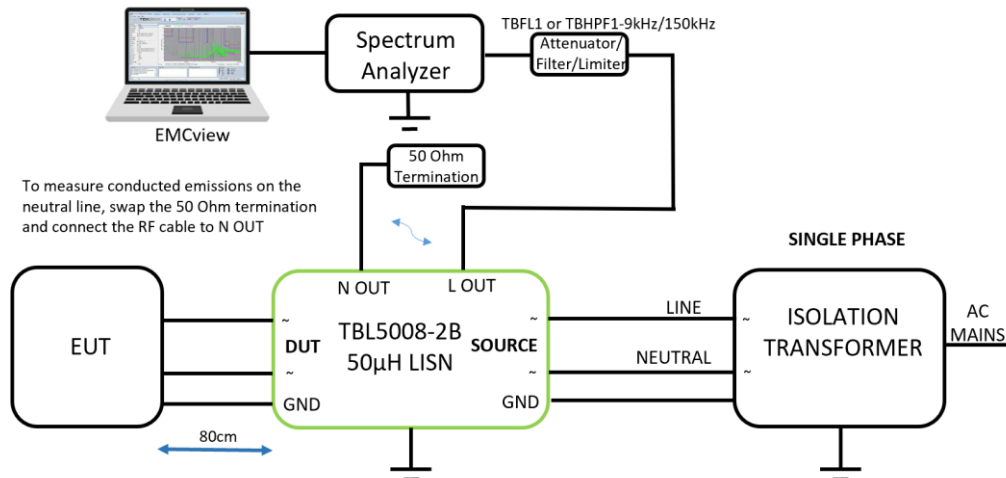 TBFL1 or TBHPF1-9kHz/150kHz
Spectrum
Analyzer
Attenuator/
Filter/Limiter
EMCview
50 Ohm
Termination
To measure conducted emissions on the
neutral line, swap the 50 Ohm termination
and connect the RF cable to N OUT
SINGLE PHASE
N OUT
L OUT
EUT
~
~
GND
DUT
TBL5008-2B
50µH LISN
SOURCE
~
~
GND
LINE
NEUTRAL
~
~
ISOLATION
TRANSFORMER
AC
MAINS
80cm